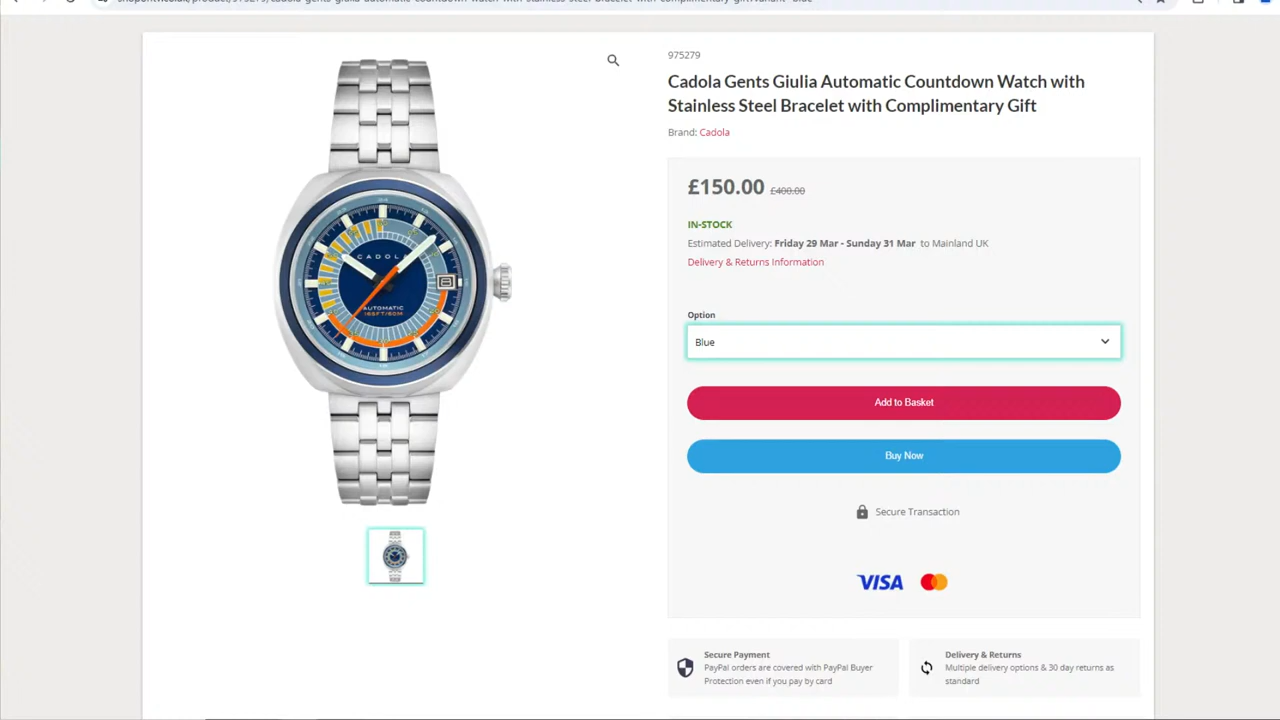 975279
Cadola Gents Giulia Automatic Countdown Watch with
Stainless Steel Bracelet with Complimentary Gift
Brand: Cadola
£150.00 £400.00
IN-STOCK
Estimated Delivery: Friday 29 Mar - Sunday 31 Mar to Mainland UK
Delivery & Returns Information
CADOLA
AUTOMATIC
165FT/50M
Option
Blue
Add to Basket
Buy Now
Secure Transaction
VISA
Secure Payment
PayPal orders are covered with PayPal Buyer
Protection even if you pay by card
Delivery & Returns
Multiple delivery options & 30 day returns as
standard